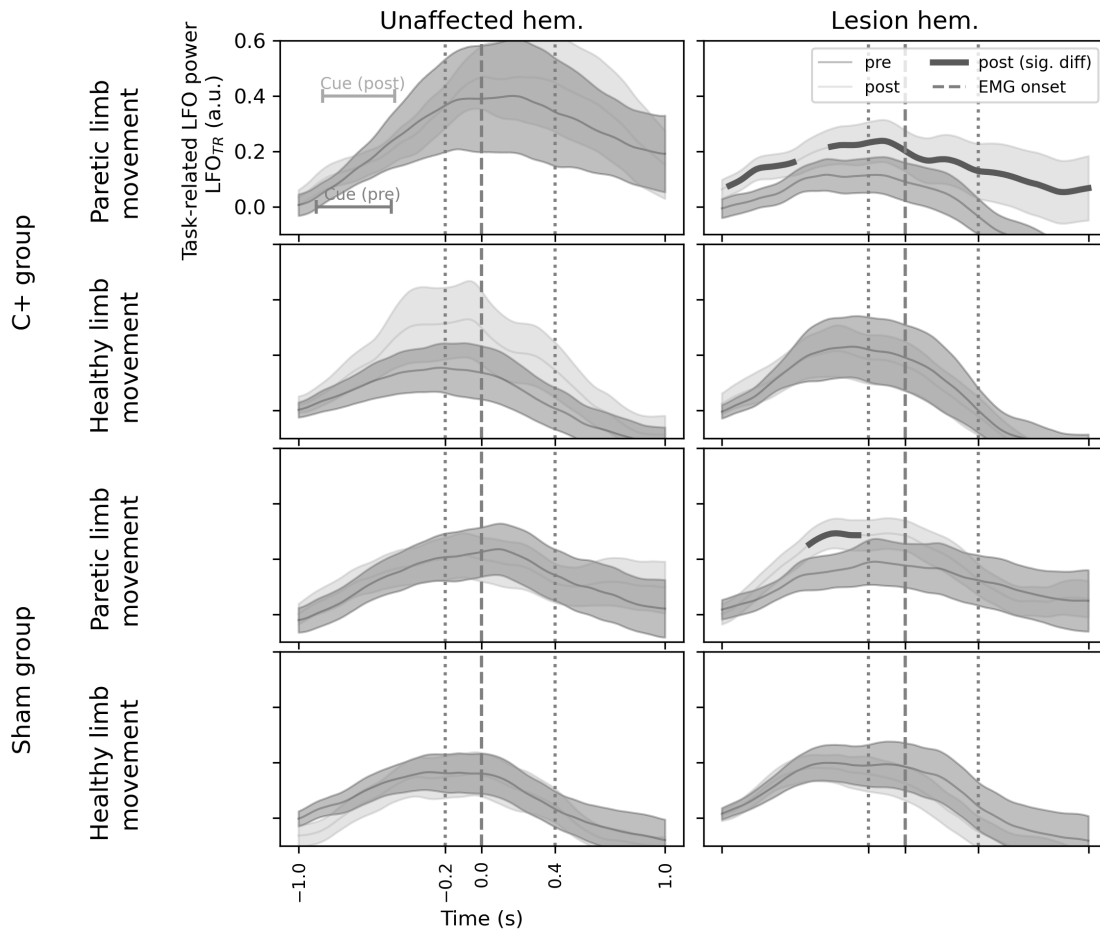 Unaffected hem.
Lesion hem.
C+ group
Paretic limb
movement
Task-related LFO power
LFO_TR (a.u.)
0.6
0.4
0.2
0.0
Cue (post)
Cue (pre)
pre
post
post (sig. diff)
EMG onset
Healthy limb
movement
Sham group
Paretic limb
movement
Healthy limb
movement
−1.0
−0.2
0.0
0.4
1.0
Time (s)